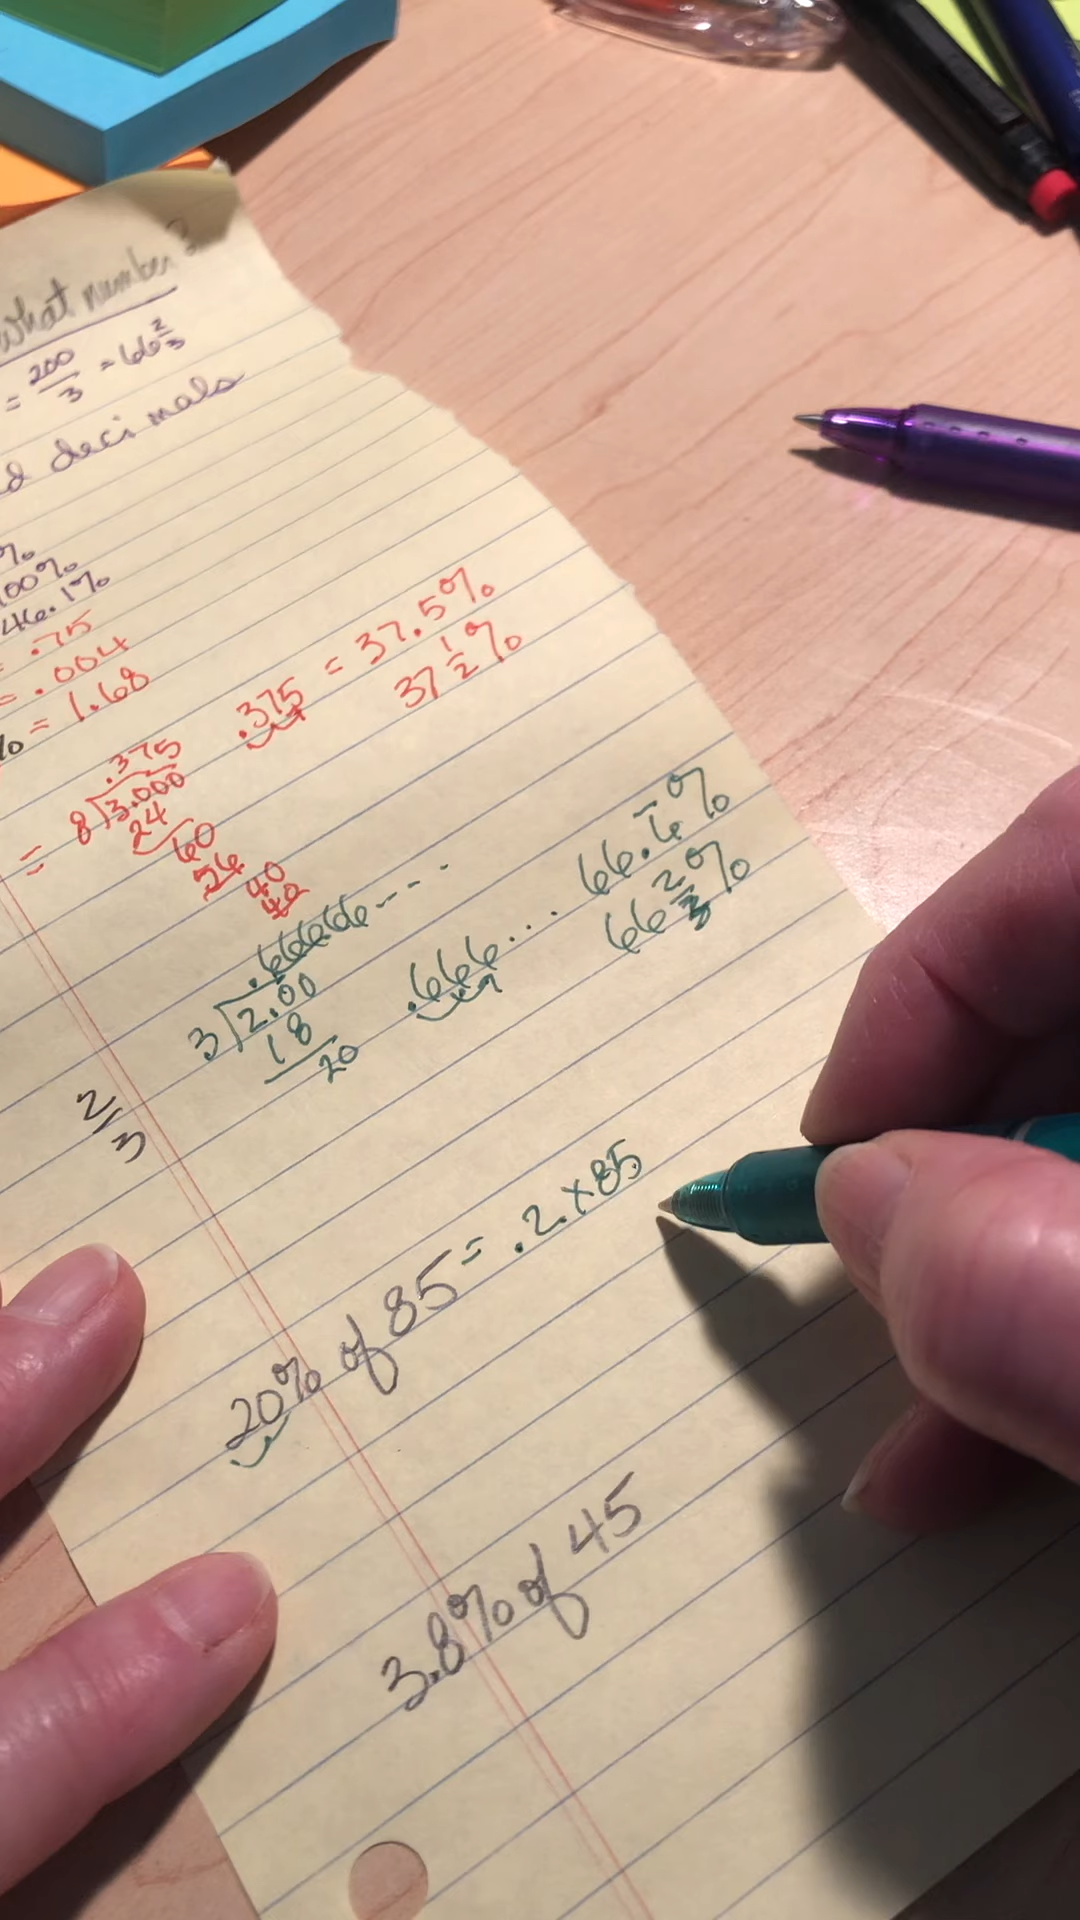 what number?
= 200/3 = 66 2/3
d decimals
%
100%
46.1%
= .75
= .004
% = 1.68
.375 = 37.5%
37 1/2 %
.375
= 8)3.000
24
60
56
40
40
.66666----
3)2.00
18
20
.666...
66.6̅%
66 2/3 %
2/3
20% of 85 = .2 × 85
3.8% of 45